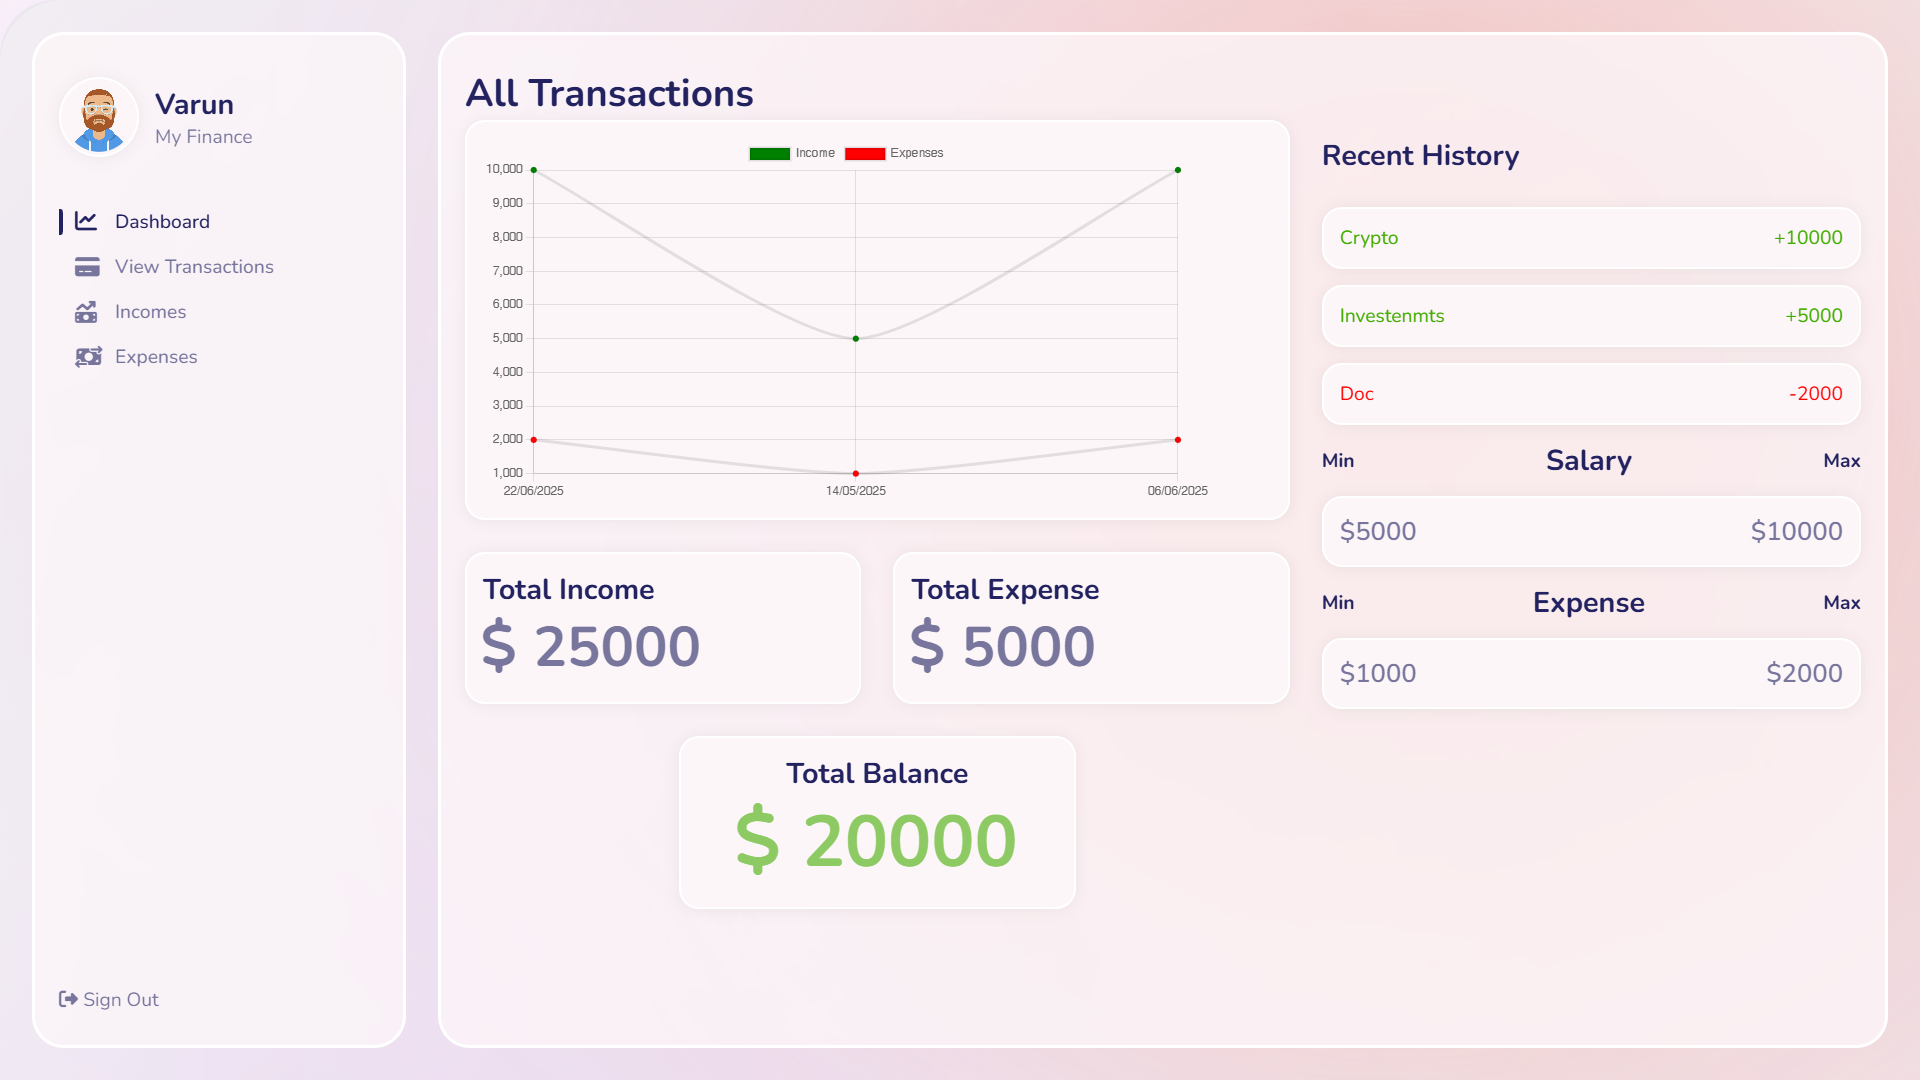 Varun
My Finance
Dashboard
View Transactions
Incomes
Expenses
Sign Out
All Transactions
Income Expenses
10,000
9,000
8,000
7,000
6,000
5,000
4,000
3,000
2,000
1,000
22/06/2025 14/05/2025 06/06/2025
Total Income
$ 25000
Total Expense
$ 5000
Total Balance
$ 20000
Recent History
Crypto +10000
Investenmts +5000
Doc -2000
Min Salary Max
$5000 $10000
Min Expense Max
$1000 $2000